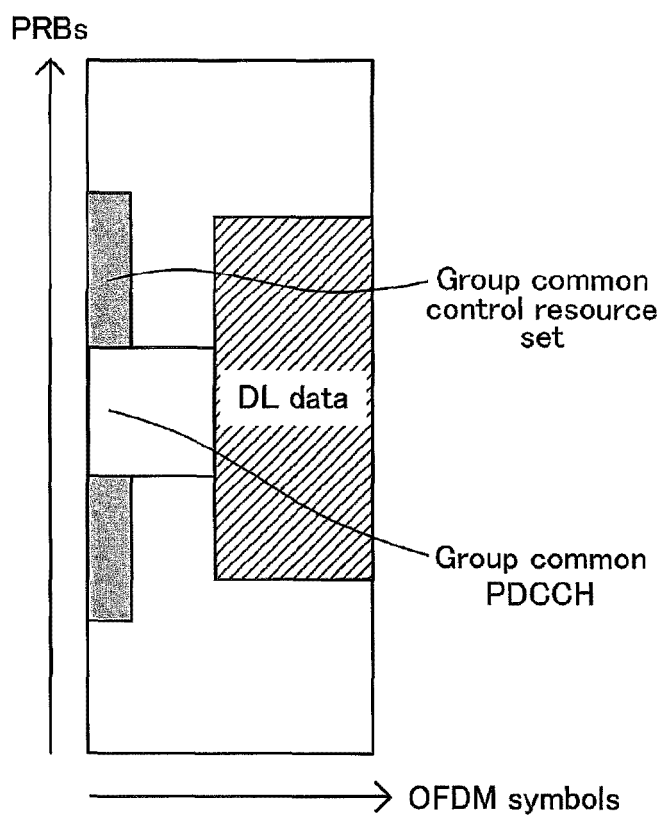 PRBs
Group common
control resource
set
DL data
Group common
PDCCH
OFDM symbols